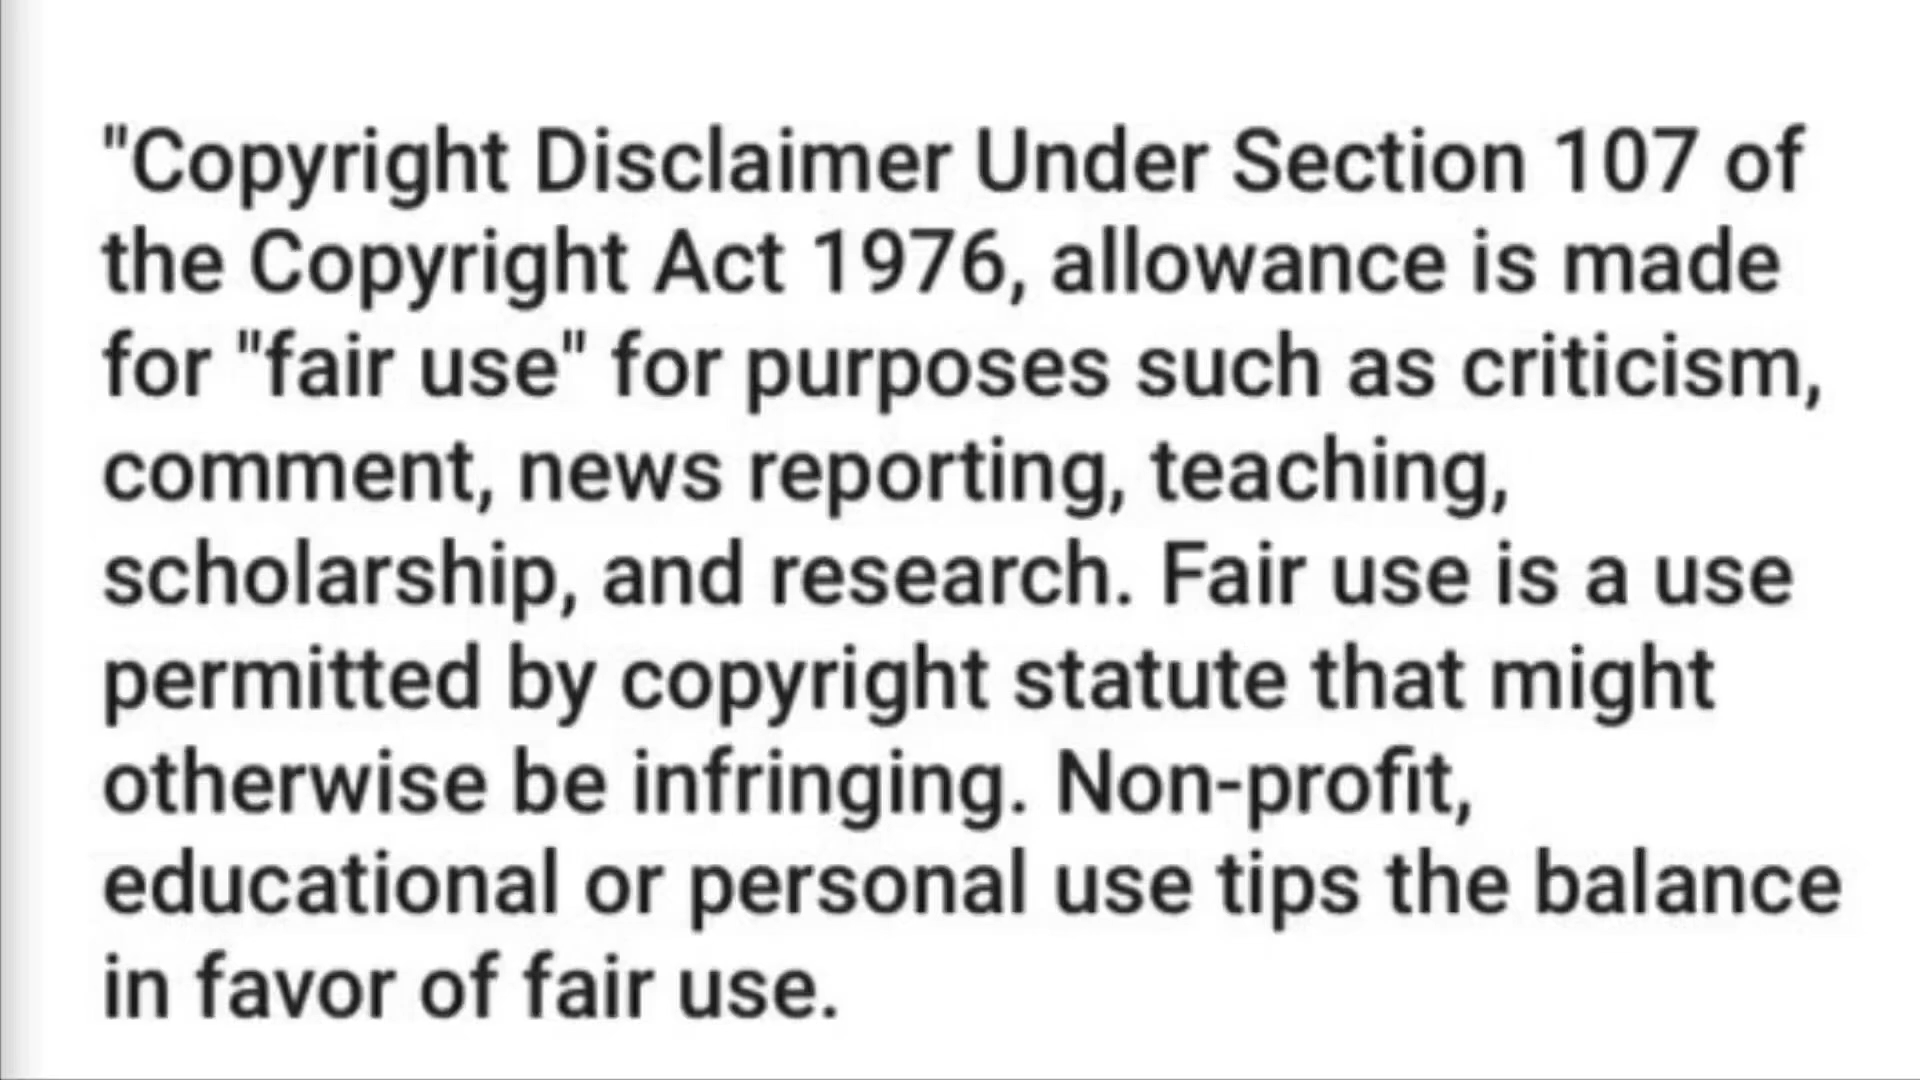 "Copyright Disclaimer Under Section 107 of
the Copyright Act 1976, allowance is made
for "fair use" for purposes such as criticism,
comment, news reporting, teaching,
scholarship, and research. Fair use is a use
permitted by copyright statute that might
otherwise be infringing. Non-profit,
educational or personal use tips the balance
in favor of fair use.